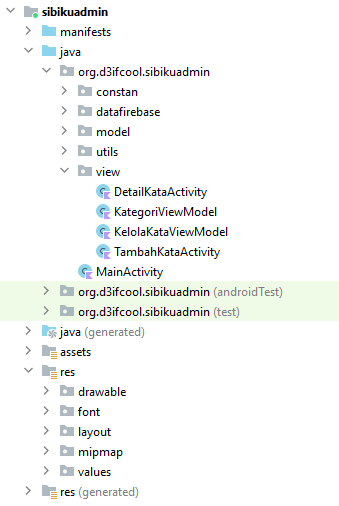 sibikuadmin
manifests
java
org.d3ifcool.sibikuadmin
constan
datafirebase
model
utils
view
DetailKataActivity
KategoriViewModel
KelolaKataViewModel
TambahKataActivity
MainActivity
org.d3ifcool.sibikuadmin (androidTest)
org.d3ifcool.sibikuadmin (test)
java (generated)
assets
res
drawable
font
layout
mipmap
values
res (generated)